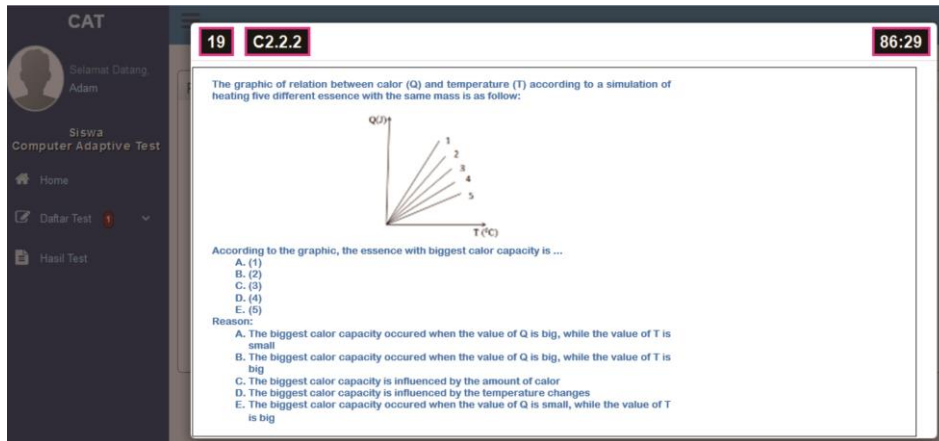 CAT
Selamat Datang,
Adam
Siswa
Computer Adaptive Test
Home
Daftar Test 1
Hasil Test
19 C2.2.2 86:29
The graphic of relation between calor (Q) and temperature (T) according to a simulation of
heating five different essence with the same mass is as follow:
Q(J)
1
2
3
4
5
T (°C)
According to the graphic, the essence with biggest calor capacity is ...
A. (1)
B. (2)
C. (3)
D. (4)
E. (5)
Reason:
A. The biggest calor capacity occured when the value of Q is big, while the value of T is
small
B. The biggest calor capacity occured when the value of Q is big, while the value of T is
big
C. The biggest calor capacity is influenced by the amount of calor
D. The biggest calor capacity is influenced by the temperature changes
E. The biggest calor capacity occured when the value of Q is small, while the value of T
is big